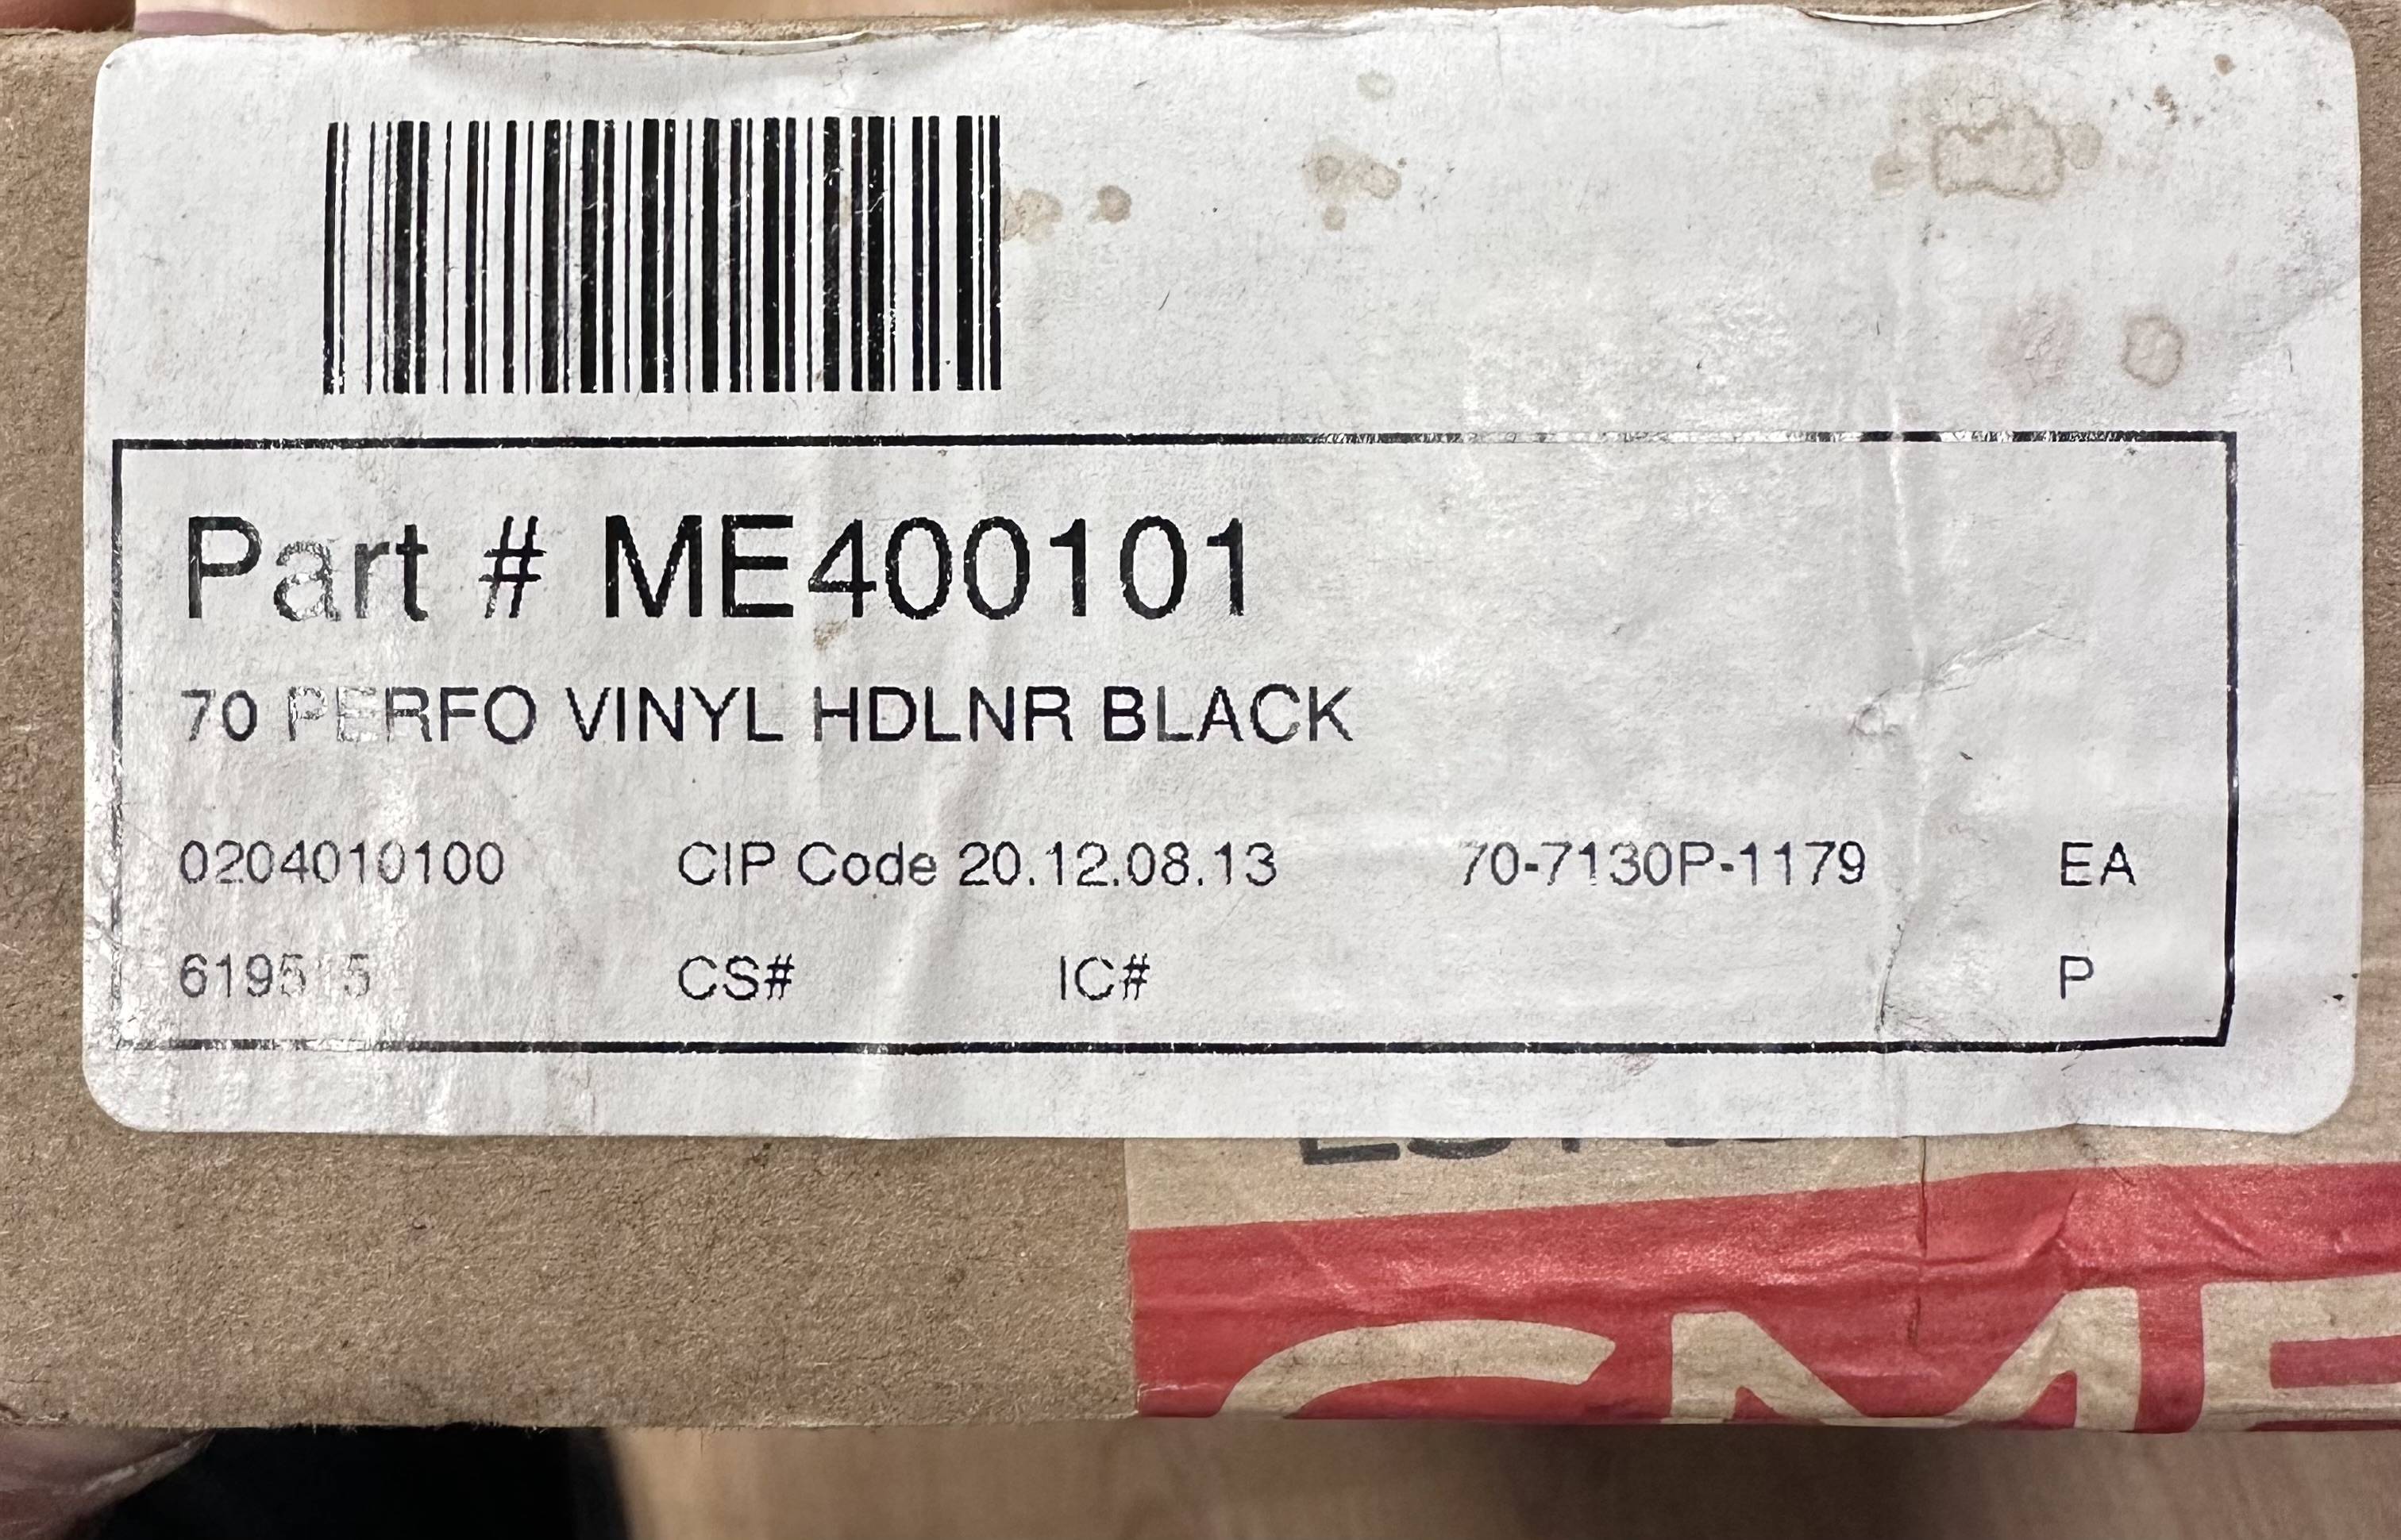 Part # ME400101
70 PERFO VINYL HDLNR BLACK
0204010100 CIP Code 20.12.08.13 70-7130P-1179 EA
CS# IC# P